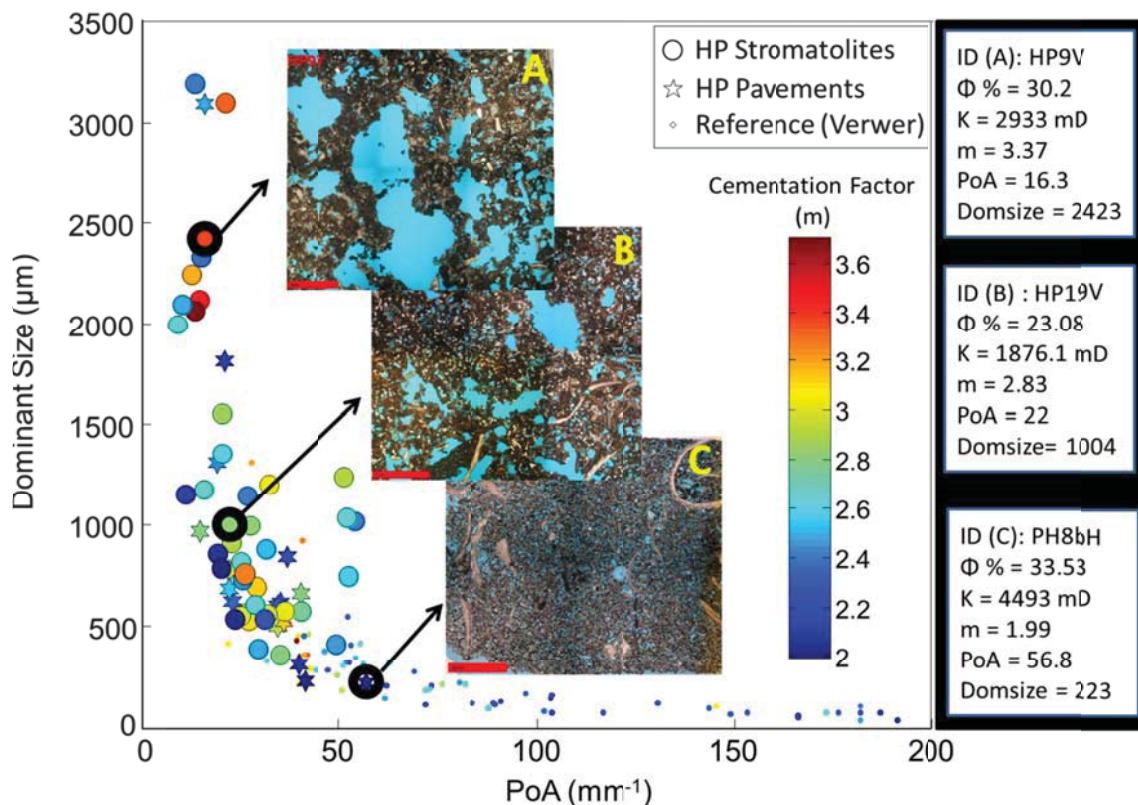 3500
3000
2500
2000
1500
1000
500
0
Dominant Size (μm)
0
50
100
150
200
PoA (mm⁻¹)
A
B
C
HP Stromatolites
HP Pavements
Reference (Verwer)
Cementation Factor
(m)
3.6
3.4
3.2
3
2.8
2.6
2.4
2.2
2
ID (A): HP9V
Φ % = 30.2
K = 2933 mD
m = 3.37
PoA = 16.3
Domsize = 2423
ID (B) : HP19V
Φ % = 23.08
K = 1876.1 mD
m = 2.83
PoA = 22
Domsize= 1004
ID (C): PH8bH
Φ % = 33.53
K = 4493 mD
m = 1.99
PoA = 56.8
Domsize = 223